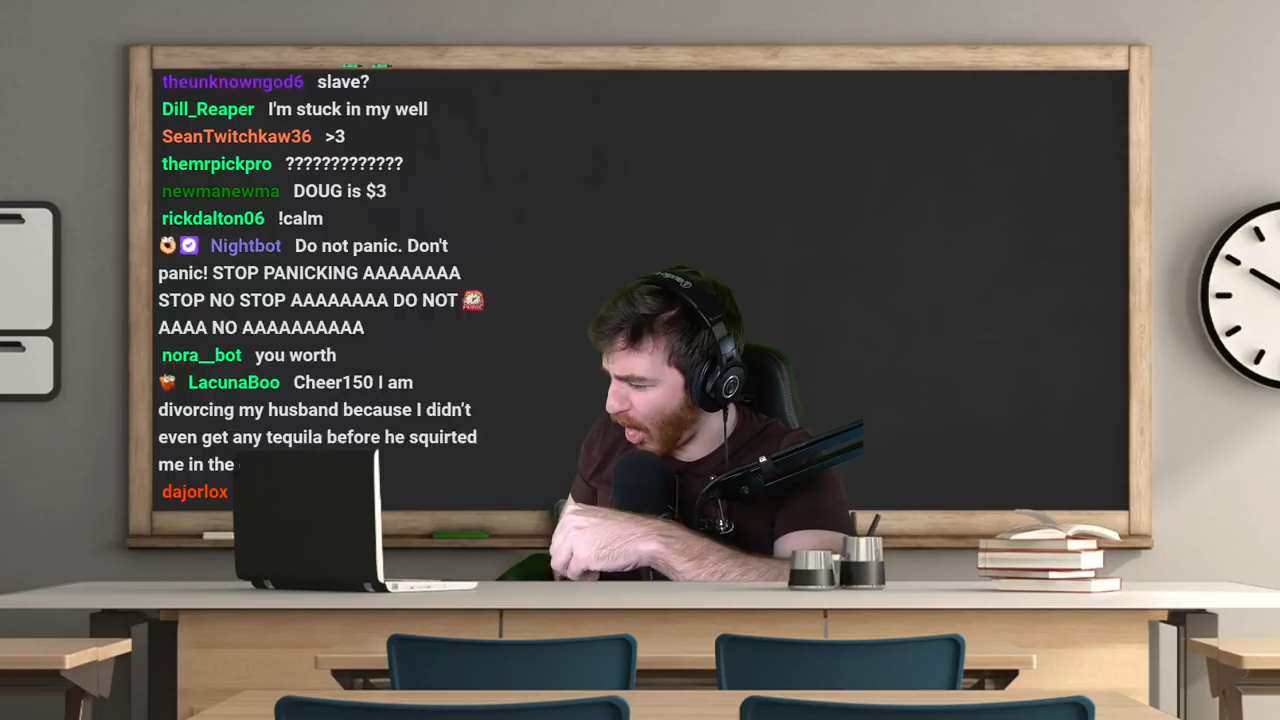 theunknowngod6 slave?
Dill_Reaper I'm stuck in my well
SeanTwitchkaw36 >3
themrpickpro ?????????????
newmanewma DOUG is $3
rickdalton06 !calm
Nightbot Do not panic. Don't
panic! STOP PANICKING AAAAAAAA
STOP NO STOP AAAAAAAA DO NOT
AAAA NO AAAAAAAAAA
nora__bot you worth
LacunaBoo Cheer150 I am
divorcing my husband because I didn't
even get any tequila before he squirted
me in the
dajorlox